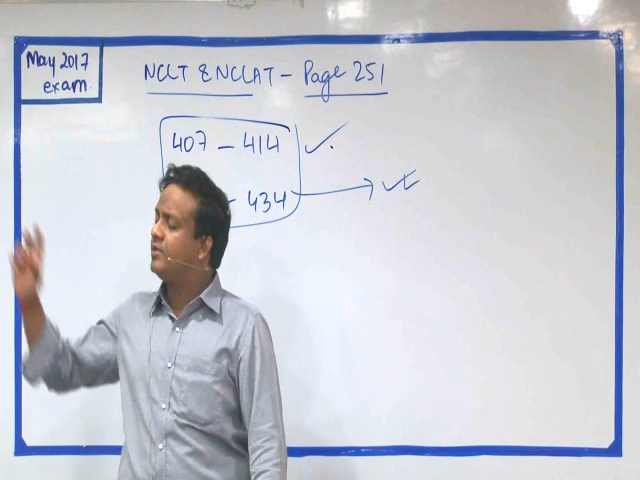 May 2017
exam.
NCLT & NCLAT - Page 251
407 - 414
- 434